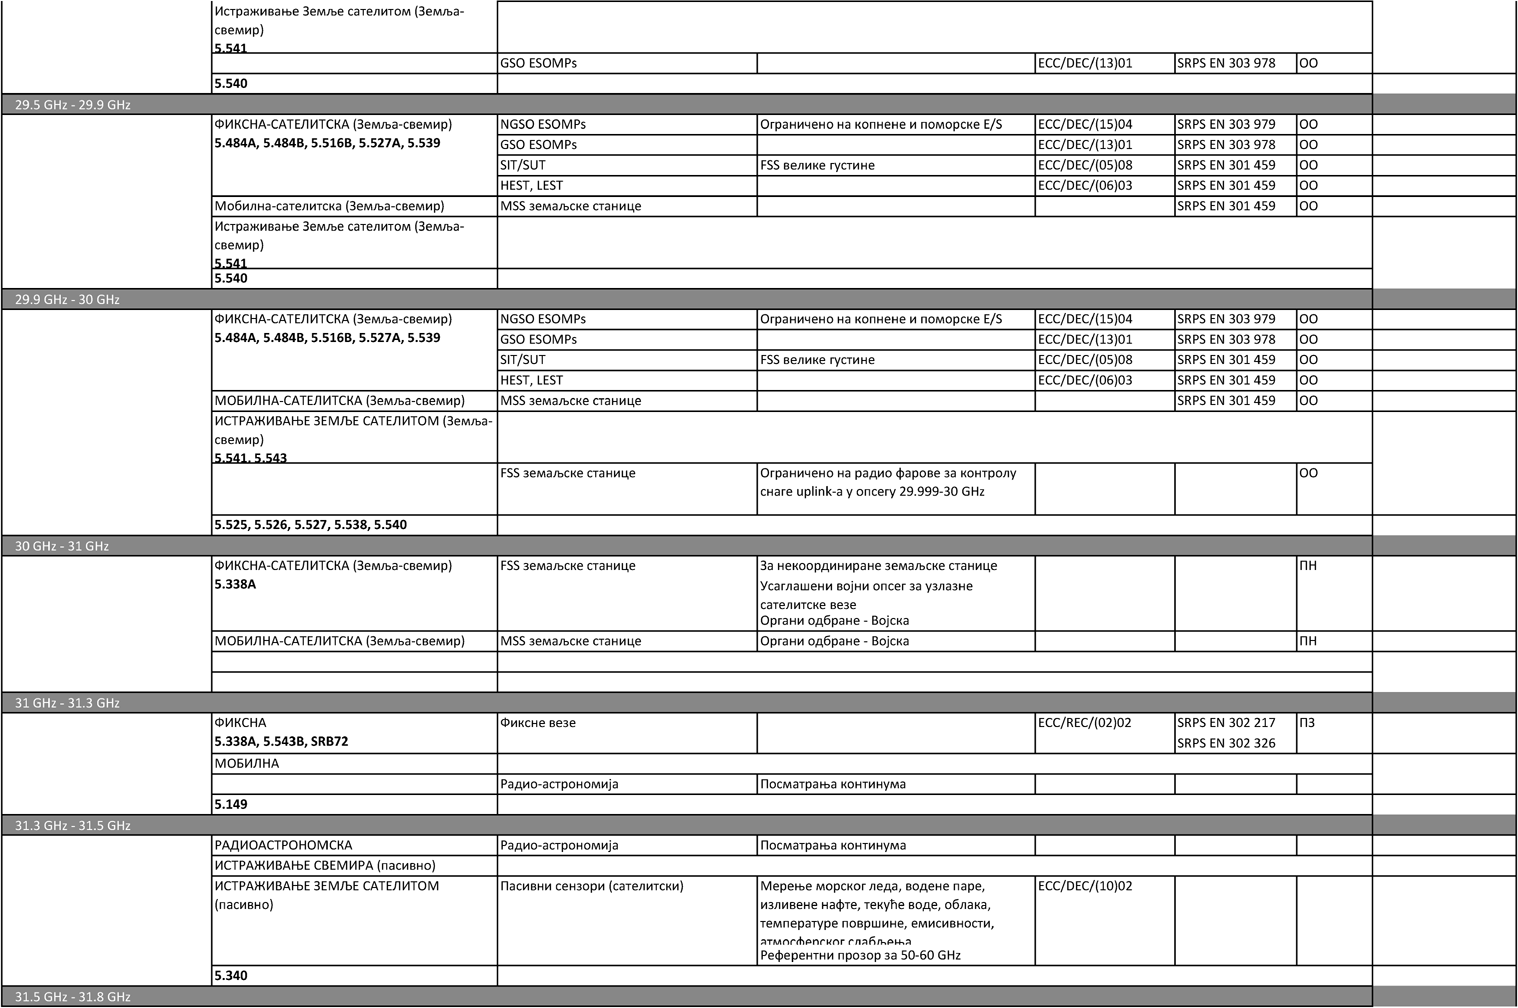 Истраживање Земље сателитом (Земља-
свемир)
5.541
GSO ESOMPs ECC/DEC/(13)01 SRPS EN 303 978 ОО
5.540
29.5 GHz - 29.9 GHz
ФИКСНА-САТЕЛИТСКА (Земља-свемир) NGSO ESOMPs Ограничено на копнене и поморске E/S ECC/DEC/(15)04 SRPS EN 303 979 ОО
5.484A, 5.484B, 5.516B, 5.527A, 5.539 GSO ESOMPs ECC/DEC/(13)01 SRPS EN 303 978 ОО
SIT/SUT FSS велике густине ECC/DEC/(05)08 SRPS EN 301 459 ОО
HEST, LEST ECC/DEC/(06)03 SRPS EN 301 459 ОО
Мобилна-сателитска (Земља-свемир) MSS земаљске станице SRPS EN 301 459 ОО
Истраживање Земље сателитом (Земља-
свемир)
5.541
5.540
29.9 GHz - 30 GHz
ФИКСНА-САТЕЛИТСКА (Земља-свемир) NGSO ESOMPs Ограничено на копнене и поморске E/S ECC/DEC/(15)04 SRPS EN 303 979 ОО
5.484A, 5.484B, 5.516B, 5.527A, 5.539 GSO ESOMPs ECC/DEC/(13)01 SRPS EN 303 978 ОО
SIT/SUT FSS велике густине ECC/DEC/(05)08 SRPS EN 301 459 ОО
HEST, LEST ECC/DEC/(06)03 SRPS EN 301 459 ОО
МОБИЛНА-САТЕЛИТСКА (Земља-свемир) MSS земаљске станице SRPS EN 301 459 ОО
ИСТРАЖИВАЊЕ ЗЕМЉЕ САТЕЛИТОМ (Земља-
свемир)
5.541, 5.543
FSS земаљске станице Ограничено на радио фарове за контролу ОО
снаге uplink-а у опсегу 29.999-30 GHz
5.525, 5.526, 5.527, 5.538, 5.540
30 GHz - 31 GHz
ФИКСНА-САТЕЛИТСКА (Земља-свемир) FSS земаљске станице За некоординиране земаљске станице ПН
5.338A Усаглашени војни опсег за узлазне
сателитске везе
Органи одбране - Војска
МОБИЛНА-САТЕЛИТСКА (Земља-свемир) MSS земаљске станице Органи одбране - Војска ПН
31 GHz - 31.3 GHz
ФИКСНА Фиксне везе ECC/REC/(02)02 SRPS EN 302 217 ПЗ
5.338A, 5.543B, SRB72 SRPS EN 302 326
МОБИЛНА
Радио-астрономија Посматрања континума
5.149
31.3 GHz - 31.5 GHz
РАДИОАСТРОНОМСКА Радио-астрономија Посматрања континума
ИСТРАЖИВАЊЕ СВЕМИРА (пасивно)
ИСТРАЖИВАЊЕ ЗЕМЉЕ САТЕЛИТОМ Пасивни сензори (сателитски) Мерење морског леда, водене паре, ECC/DEC/(10)02
(пасивно) изливене нафте, текуће воде, облака,
температуре површине, емисивности,
атмосферског слабљења
Референтни прозор за 50-60 GHz
5.340
31.5 GHz - 31.8 GHz